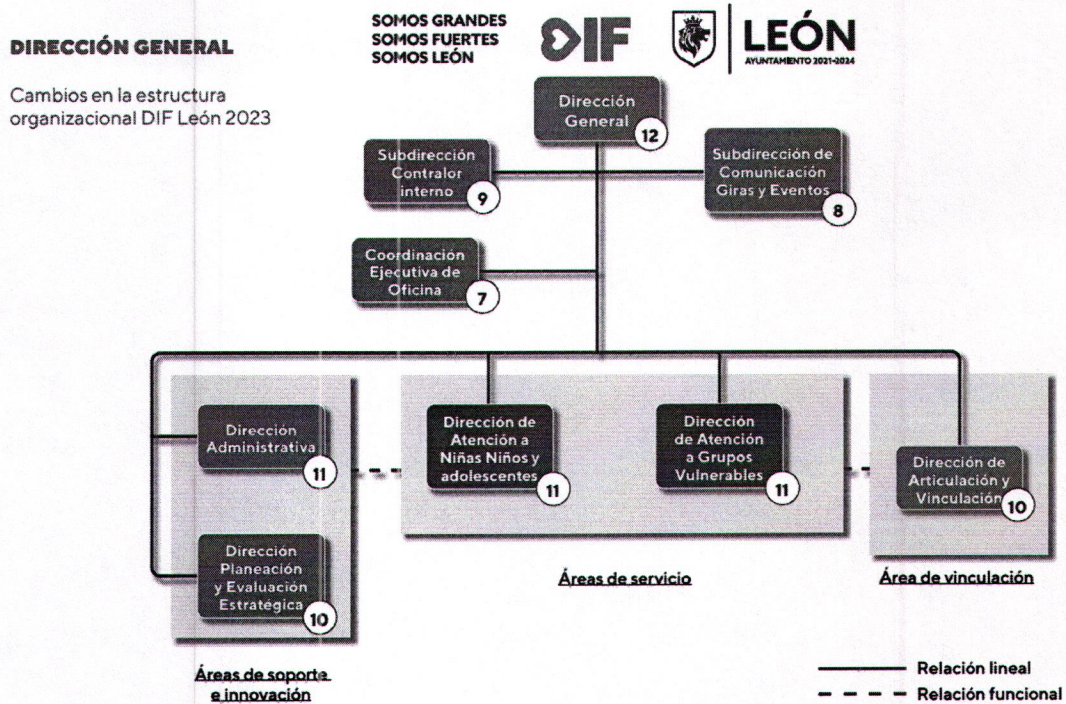 DIRECCIÓN GENERAL
Cambios en la estructura
organizacional DIF León 2023
SOMOS GRANDES
SOMOS FUERTES
SOMOS LEÓN
DIF
LEÓN
AYUNTAMIENTO 2021-2024
Dirección
General
12
Subdirección
Contralor
interno
9
Subdirección de
Comunicación
Giras y Eventos
8
Coordinación
Ejecutiva de
Oficina
7
Dirección
Administrativa
11
Dirección de
Atención a
Niñas Niños y
adolescentes
11
Dirección
de Atención
a Grupos
Vulnerables
11
Dirección de
Articulación y
Vinculación
10
Dirección
Planeación
y Evaluación
Estratégica
10
Áreas de servicio
Área de vinculación
Áreas de soporte
e innovación
Relación lineal
Relación funcional